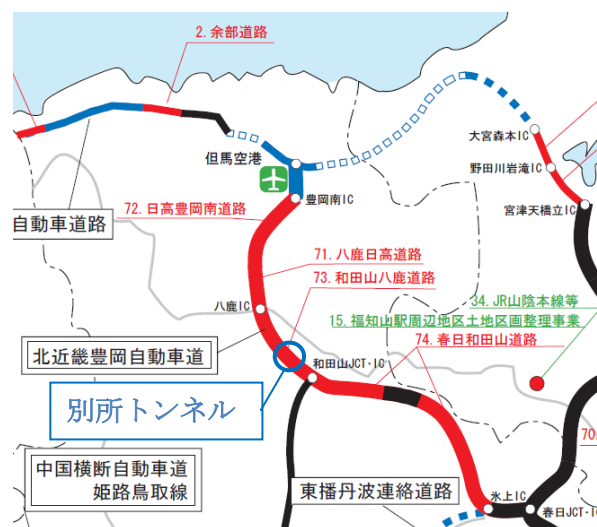 2.余部道路
大宮森本IC
但馬空港
野田川岩滝IC
豊岡南IC
72.日高豊岡南道路
宮津天橋立IC
自動車道路
71.八鹿日高道路
73.和田山八鹿道路
八鹿IC
34.JR山陰本線等
15.福知山駅周辺地区土地区画整理事業
74.春日和田山道路
北近畿豊岡自動車道
和田山JCT・IC
別所トンネル
70
中国横断自動車道
姫路鳥取線
東播丹波連絡道路
氷上IC
春日JCT・IC